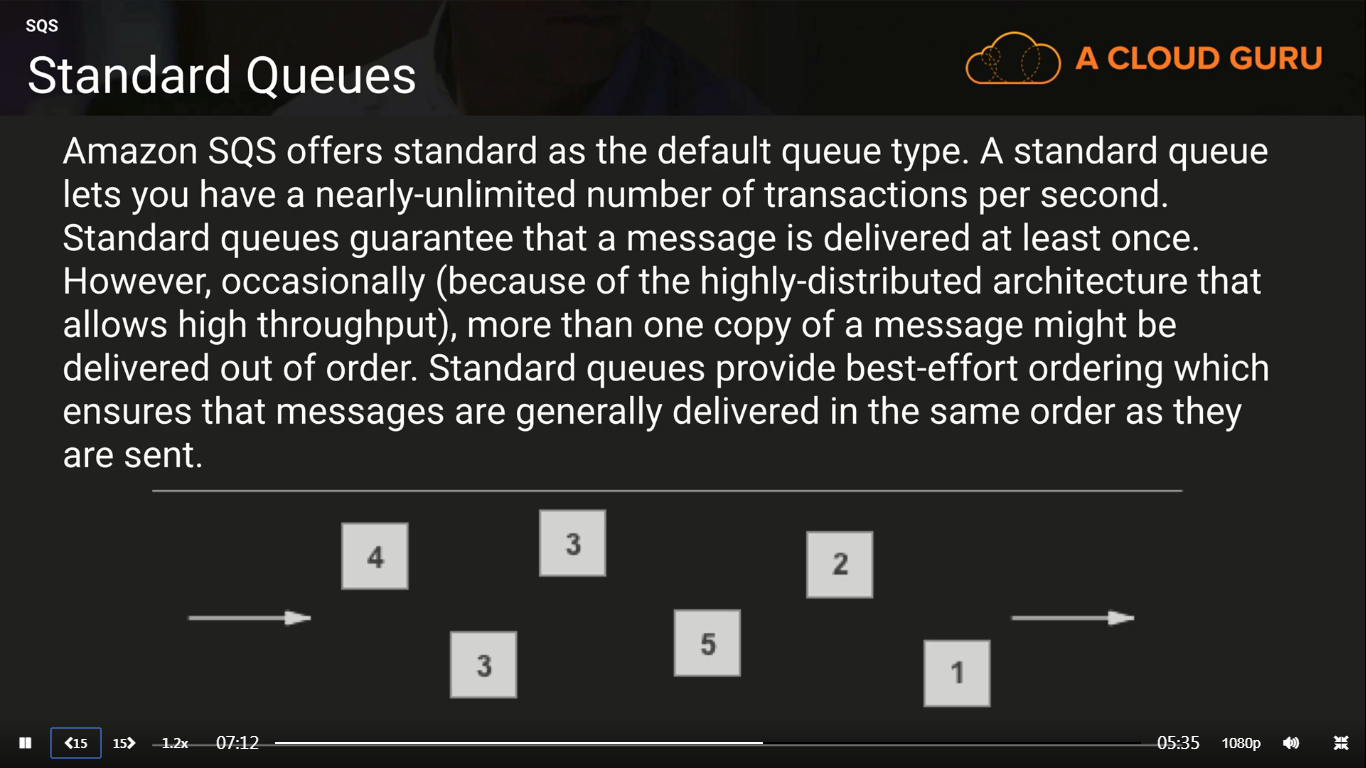 SQS
Standard Queues
A CLOUD GURU
Amazon SQS offers standard as the default queue type. A standard queue
lets you have a nearly-unlimited number of transactions per second.
Standard queues guarantee that a message is delivered at least once.
However, occasionally (because of the highly-distributed architecture that
allows high throughput), more than one copy of a message might be
delivered out of order. Standard queues provide best-effort ordering which
ensures that messages are generally delivered in the same order as they
are sent.
4
3
2
3
5
1
15 15 1.2x 07:12 05:35 1080p